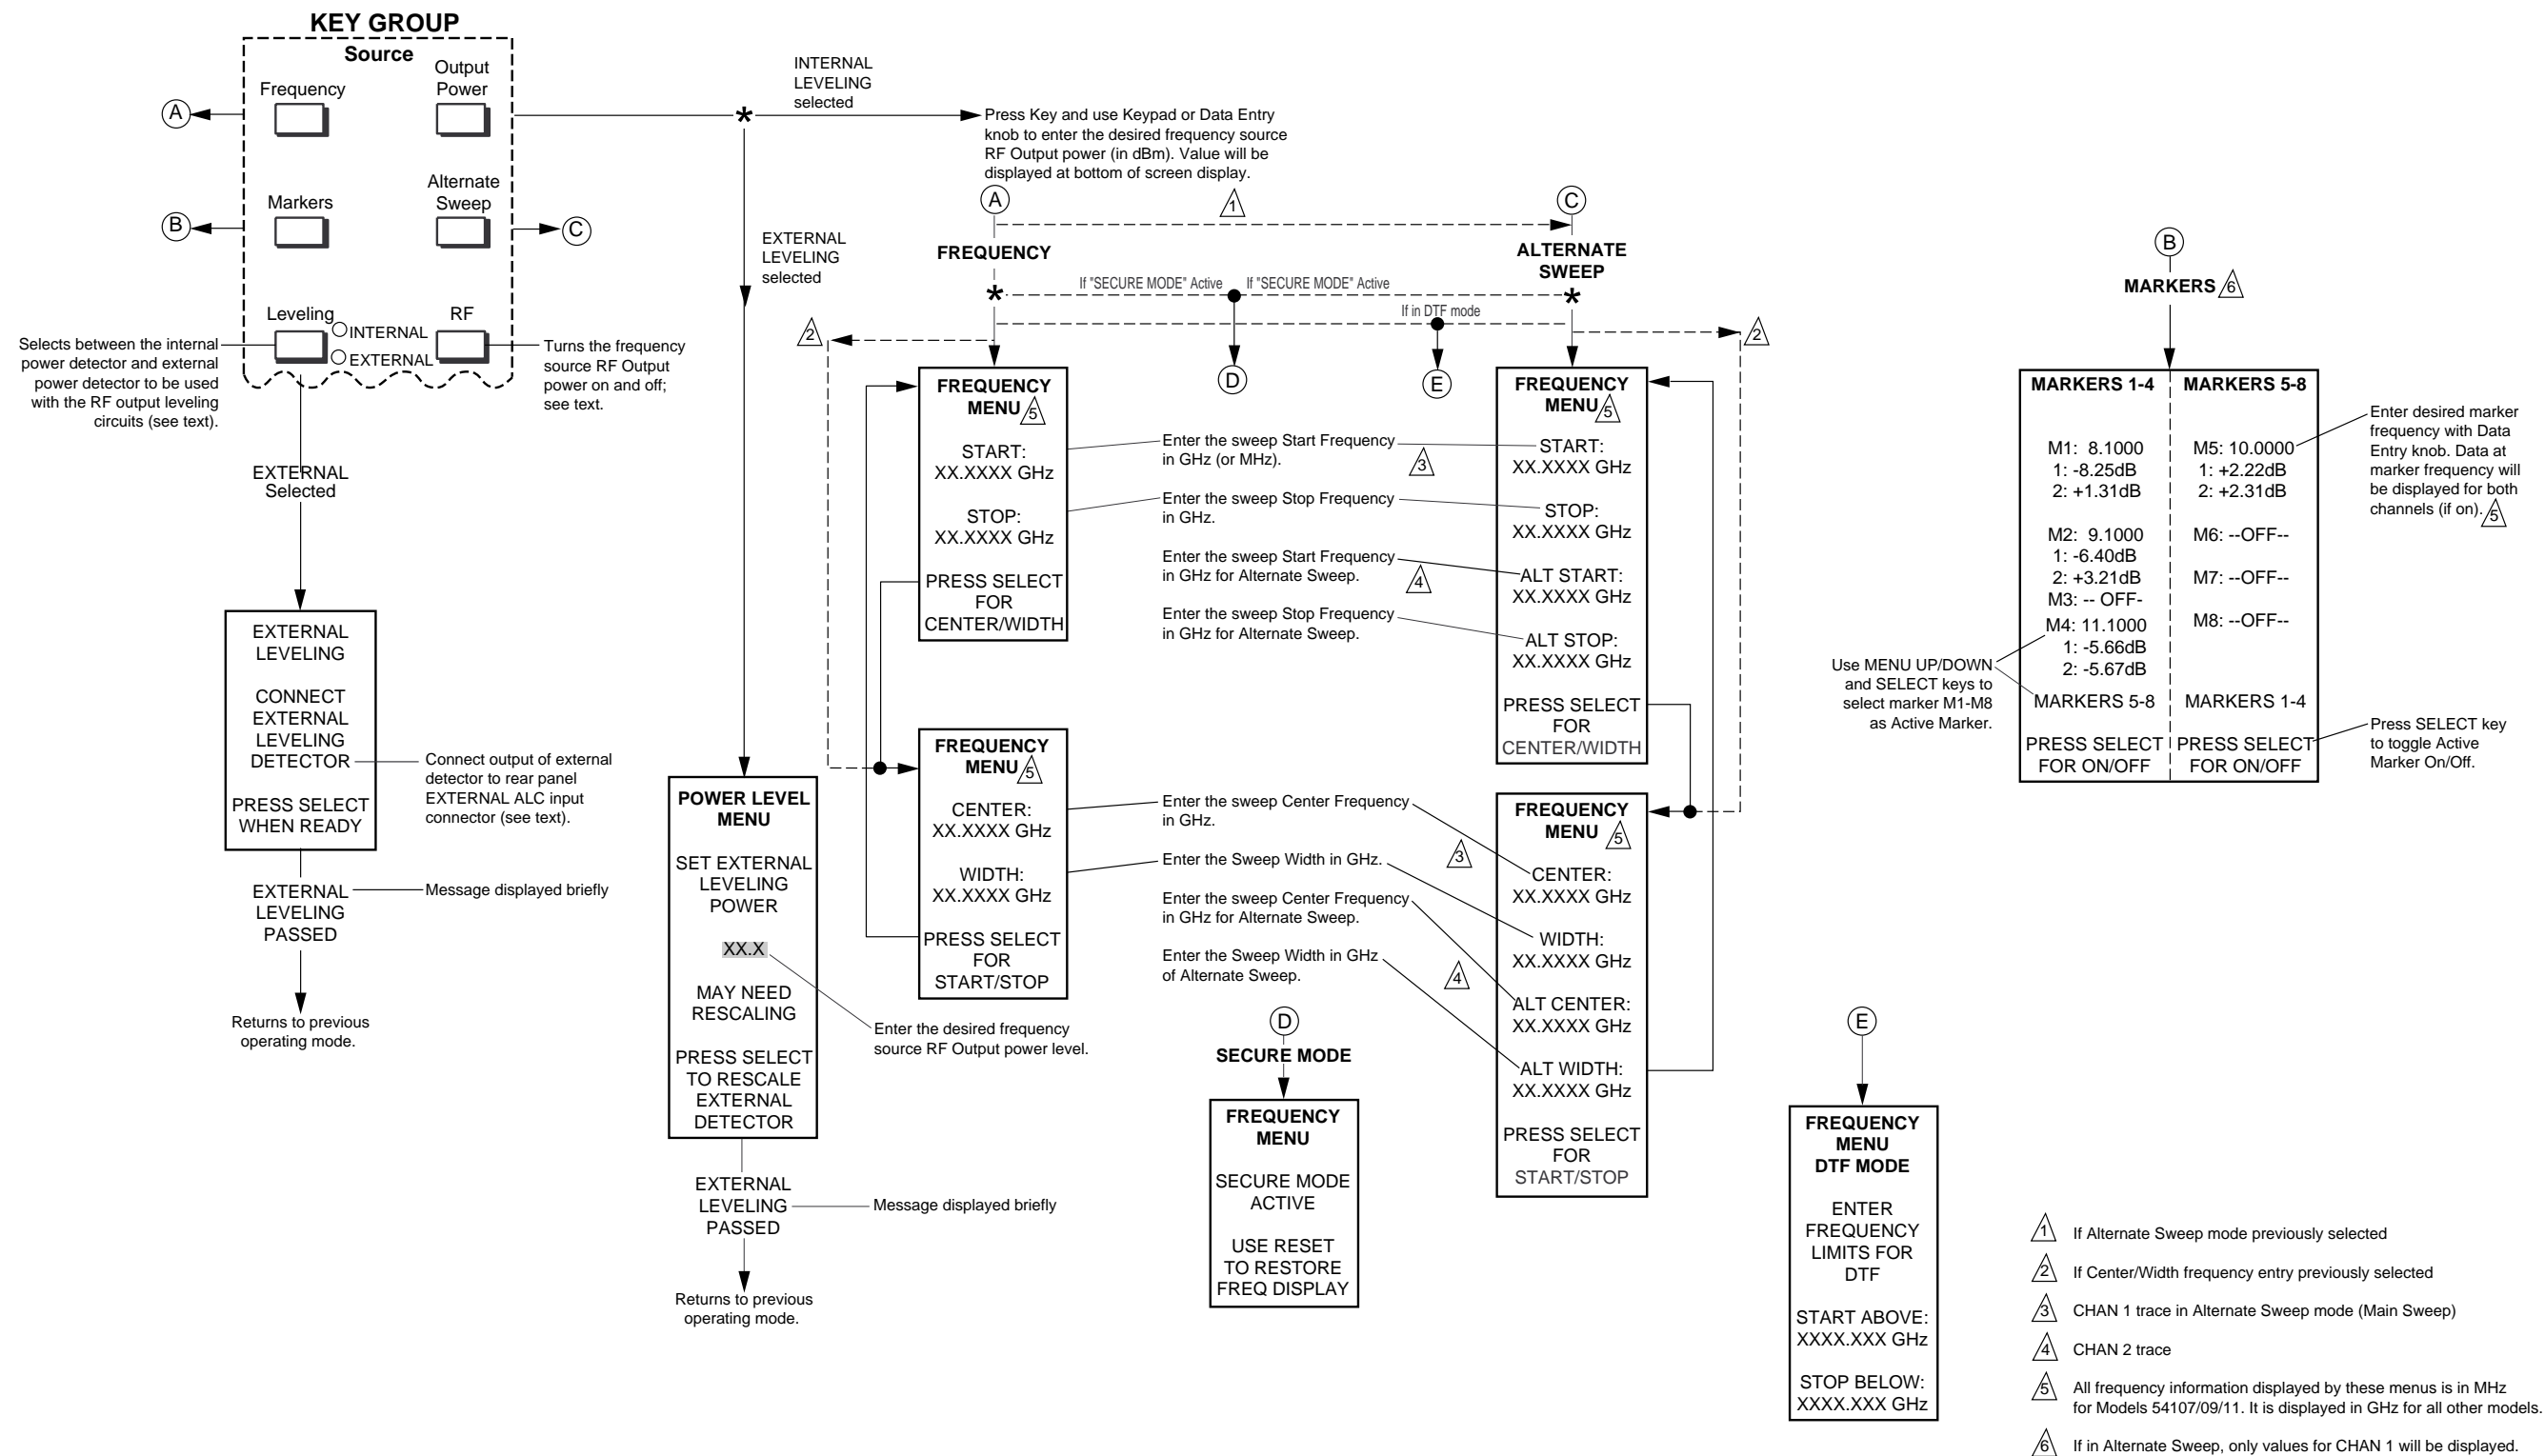 KEY GROUP
Source
Frequency
Output
Power
A
Markers
Alternate
Sweep
B
C
Leveling
INTERNAL
EXTERNAL
RF
Selects between the internal
power detector and external
power detector to be used
with the RF output leveling
circuits (see text).
Turns the frequency
source RF Output
power on and off;
see text.
EXTERNAL
Selected
EXTERNAL
LEVELING
CONNECT
EXTERNAL
LEVELING
DETECTOR
PRESS SELECT
WHEN READY
Connect output of external
detector to rear panel
EXTERNAL ALC input
connector (see text).
EXTERNAL
LEVELING
PASSED
Message displayed briefly
Returns to previous
operating mode.
*
INTERNAL
LEVELING
selected
Press Key and use Keypad or Data Entry
knob to enter the desired frequency source
RF Output power (in dBm). Value will be
displayed at bottom of screen display.
EXTERNAL
LEVELING
selected
POWER LEVEL
MENU
SET EXTERNAL
LEVELING
POWER
XX.X
MAY NEED
RESCALING
PRESS SELECT
TO RESCALE
EXTERNAL
DETECTOR
Enter the desired frequency
source RF Output power level.
EXTERNAL
LEVELING
PASSED
Message displayed briefly
Returns to previous
operating mode.
A
1
C
FREQUENCY
ALTERNATE
SWEEP
*
If "SECURE MODE" Active
If "SECURE MODE" Active
*
If in DTF mode
2
2
D
E
FREQUENCY
MENU 5
START:
XX.XXXX GHz
STOP:
XX.XXXX GHz
PRESS SELECT
FOR
CENTER/WIDTH
Enter the sweep Start Frequency
in GHz (or MHz).
3
Enter the sweep Stop Frequency
in GHz.
Enter the sweep Start Frequency
in GHz for Alternate Sweep.
4
Enter the sweep Stop Frequency
in GHz for Alternate Sweep.
FREQUENCY
MENU 5
START:
XX.XXXX GHz
STOP:
XX.XXXX GHz
ALT START:
XX.XXXX GHz
ALT STOP:
XX.XXXX GHz
PRESS SELECT
FOR
CENTER/WIDTH
FREQUENCY
MENU 5
CENTER:
XX.XXXX GHz
WIDTH:
XX.XXXX GHz
PRESS SELECT
FOR
START/STOP
Enter the sweep Center Frequency
in GHz.
3
Enter the Sweep Width in GHz.
Enter the sweep Center Frequency
in GHz for Alternate Sweep.
Enter the Sweep Width in GHz
of Alternate Sweep.
4
FREQUENCY
MENU 5
CENTER:
XX.XXXX GHz
WIDTH:
XX.XXXX GHz
ALT CENTER:
XX.XXXX GHz
ALT WIDTH:
XX.XXXX GHz
PRESS SELECT
FOR
START/STOP
D
SECURE MODE
FREQUENCY
MENU
SECURE MODE
ACTIVE
USE RESET
TO RESTORE
FREQ DISPLAY
E
FREQUENCY
MENU
DTF MODE
ENTER
FREQUENCY
LIMITS FOR
DTF
START ABOVE:
XXXX.XXX GHz
STOP BELOW:
XXXX.XXX GHz
B
MARKERS 6
MARKERS 1-4
M1: 8.1000
1: -8.25dB
2: +1.31dB
M2: 9.1000
1: -6.40dB
2: +3.21dB
M3: -- OFF-
M4: 11.1000
1: -5.66dB
2: -5.67dB
MARKERS 5-8
PRESS SELECT
FOR ON/OFF
MARKERS 5-8
M5: 10.0000
1: +2.22dB
2: +2.31dB
M6: --OFF--
M7: --OFF--
M8: --OFF--
MARKERS 1-4
PRESS SELECT
FOR ON/OFF
Enter desired marker
frequency with Data
Entry knob. Data at
marker frequency will
be displayed for both
channels (if on). 5
Use MENU UP/DOWN
and SELECT keys to
select marker M1-M8
as Active Marker.
Press SELECT key
to toggle Active
Marker On/Off.
1 If Alternate Sweep mode previously selected
2 If Center/Width frequency entry previously selected
3 CHAN 1 trace in Alternate Sweep mode (Main Sweep)
4 CHAN 2 trace
5 All frequency information displayed by these menus is in MHz
for Models 54107/09/11. It is displayed in GHz for all other models.
6 If in Alternate Sweep, only values for CHAN 1 will be displayed.